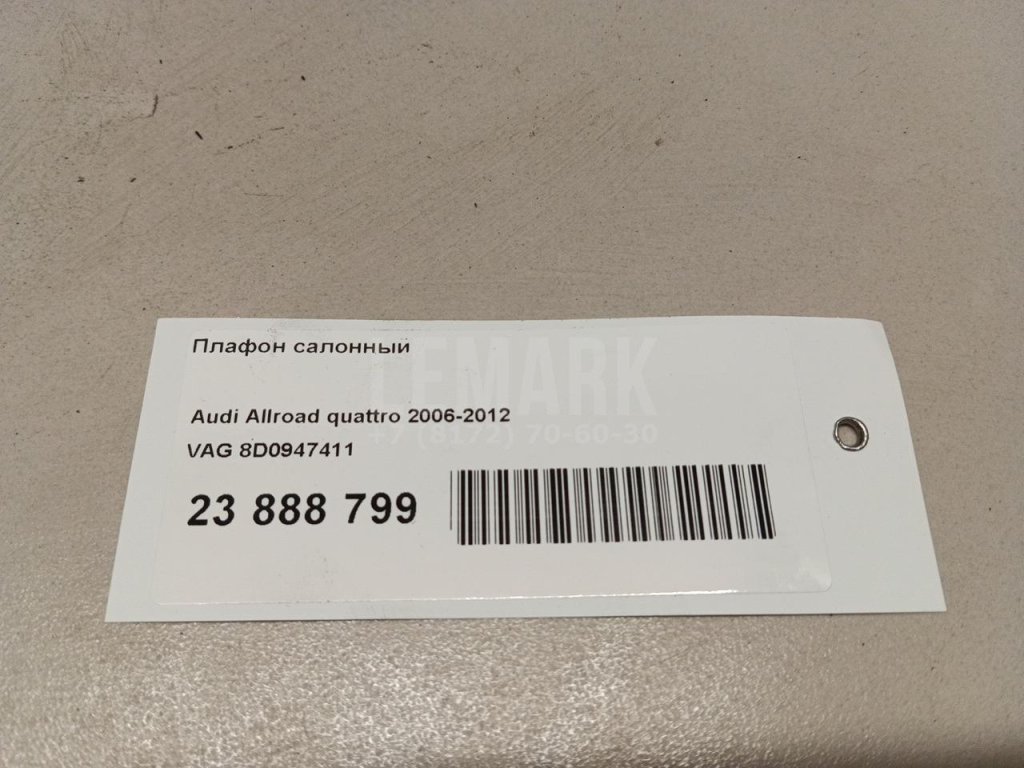 Плафон салонный
LEMARK
Audi Allroad quattro 2006-2012
+7 (8172) 70-60-30
VAG 8D0947411
23 888 799